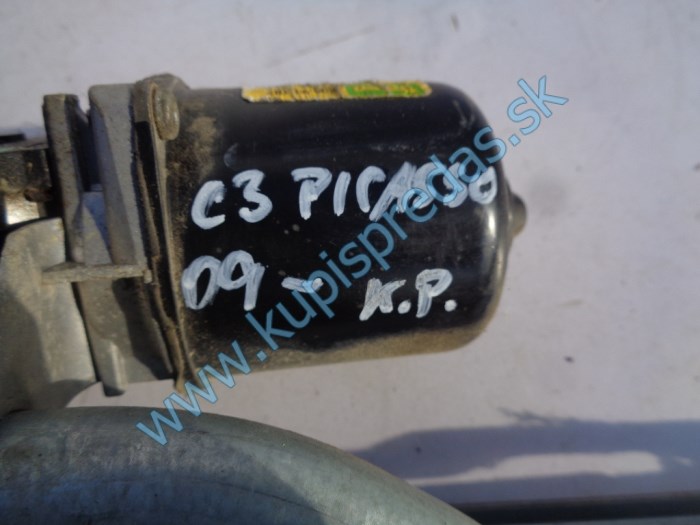 C3 PICASSO
09 -
K.P.
www.kupispredas.sk